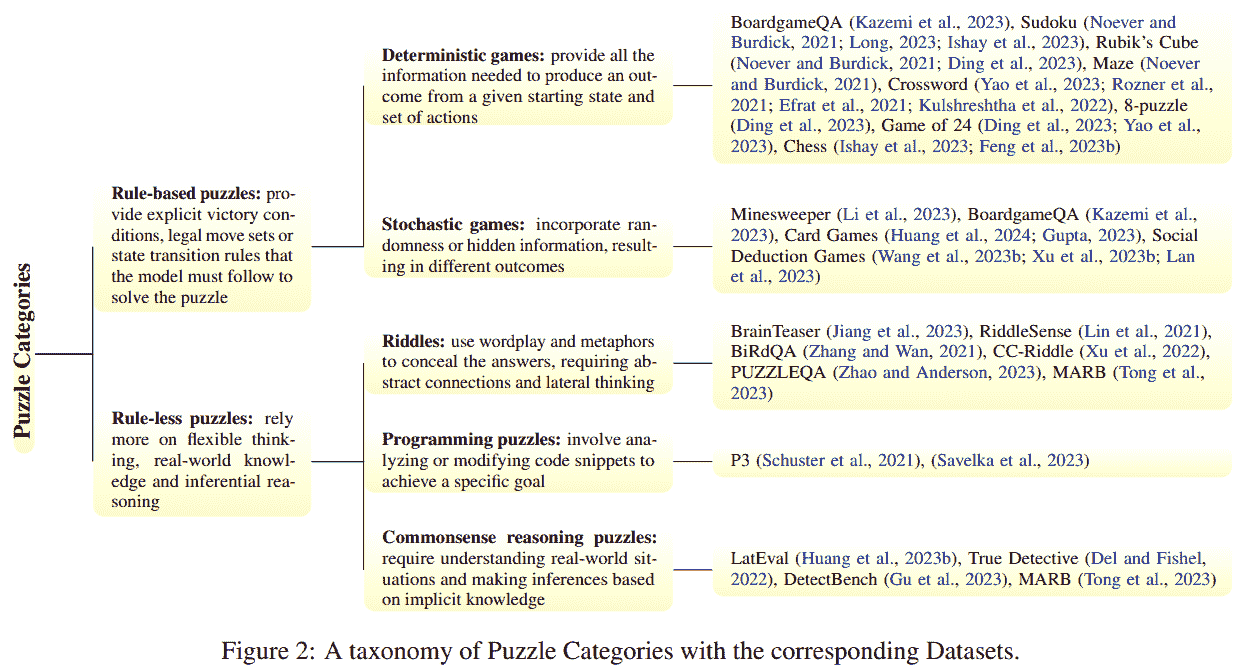 Puzzle Categories
Rule-based puzzles: pro-
vide explicit victory con-
ditions, legal move sets or
state transition rules that
the model must follow to
solve the puzzle
Deterministic games: provide all the
information needed to produce an out-
come from a given starting state and
set of actions
BoardgameQA (Kazemi et al., 2023), Sudoku (Noever and
Burdick, 2021; Long, 2023; Ishay et al., 2023), Rubik's Cube
(Noever and Burdick, 2021; Ding et al., 2023), Maze (Noever
and Burdick, 2021), Crossword (Yao et al., 2023; Rozner et al.,
2021; Efrat et al., 2021; Kulshreshtha et al., 2022), 8-puzzle
(Ding et al., 2023), Game of 24 (Ding et al., 2023; Yao et al.,
2023), Chess (Ishay et al., 2023; Feng et al., 2023b)
Stochastic games: incorporate ran-
domness or hidden information, result-
ing in different outcomes
Minesweeper (Li et al., 2023), BoardgameQA (Kazemi et al.,
2023), Card Games (Huang et al., 2024; Gupta, 2023), Social
Deduction Games (Wang et al., 2023b; Xu et al., 2023b; Lan
et al., 2023)
Rule-less puzzles: rely
more on flexible think-
ing, real-world knowl-
edge and inferential rea-
soning
Riddles: use wordplay and metaphors
to conceal the answers, requiring ab-
stract connections and lateral thinking
BrainTeaser (Jiang et al., 2023), RiddleSense (Lin et al., 2021),
BiRdQA (Zhang and Wan, 2021), CC-Riddle (Xu et al., 2022),
PUZZLEQA (Zhao and Anderson, 2023), MARB (Tong et al.,
2023)
Programming puzzles: involve ana-
lyzing or modifying code snippets to
achieve a specific goal
P3 (Schuster et al., 2021), (Savelka et al., 2023)
Commonsense reasoning puzzles:
require understanding real-world sit-
uations and making inferences based
on implicit knowledge
LatEval (Huang et al., 2023b), True Detective (Del and Fishel,
2022), DetectBench (Gu et al., 2023), MARB (Tong et al., 2023)
Figure 2: A taxonomy of Puzzle Categories with the corresponding Datasets.